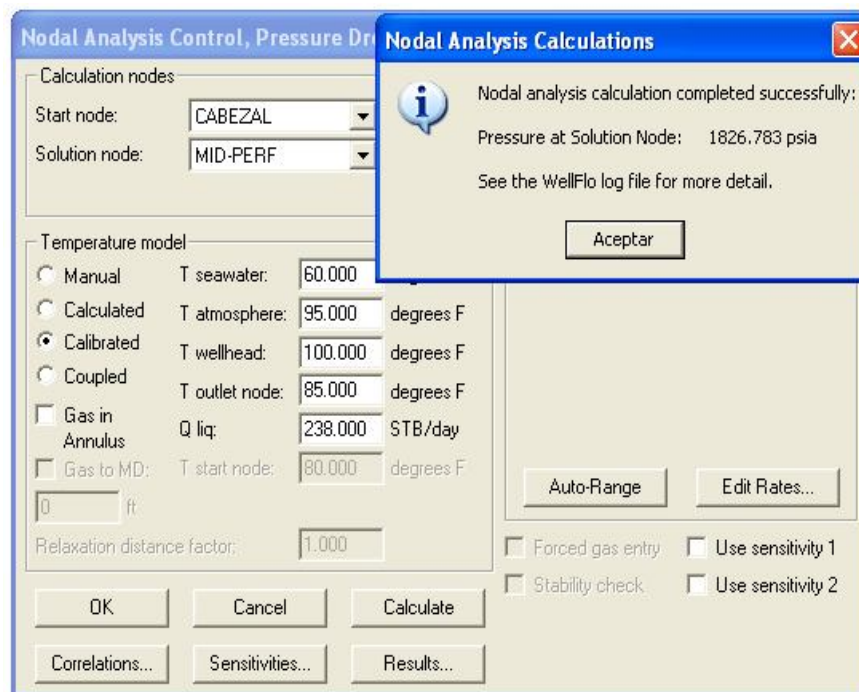 Nodal Analysis Control, Pressure Dr
Nodal Analysis Calculations
Nodal analysis calculation completed successfully:
Pressure at Solution Node: 1826.783 psia
See the WellFlo log file for more detail.
Aceptar
Calculation nodes
Start node: CABEZAL
Solution node: MID-PERF
Temperature model
Manual
Calculated
Calibrated
Coupled
Gas in
Annulus
Gas to MD:
0 ft
T seawater: 60.000
T atmosphere: 95.000 degrees F
T wellhead: 100.000 degrees F
T outlet node: 85.000 degrees F
Q liq: 238.000 STB/day
T start node: 80.000 degrees F
Relaxation distance factor: 1.000
Auto-Range Edit Rates...
Forced gas entry Use sensitivity 1
Stability check Use sensitivity 2
OK Cancel Calculate
Correlations... Sensitivities... Results...